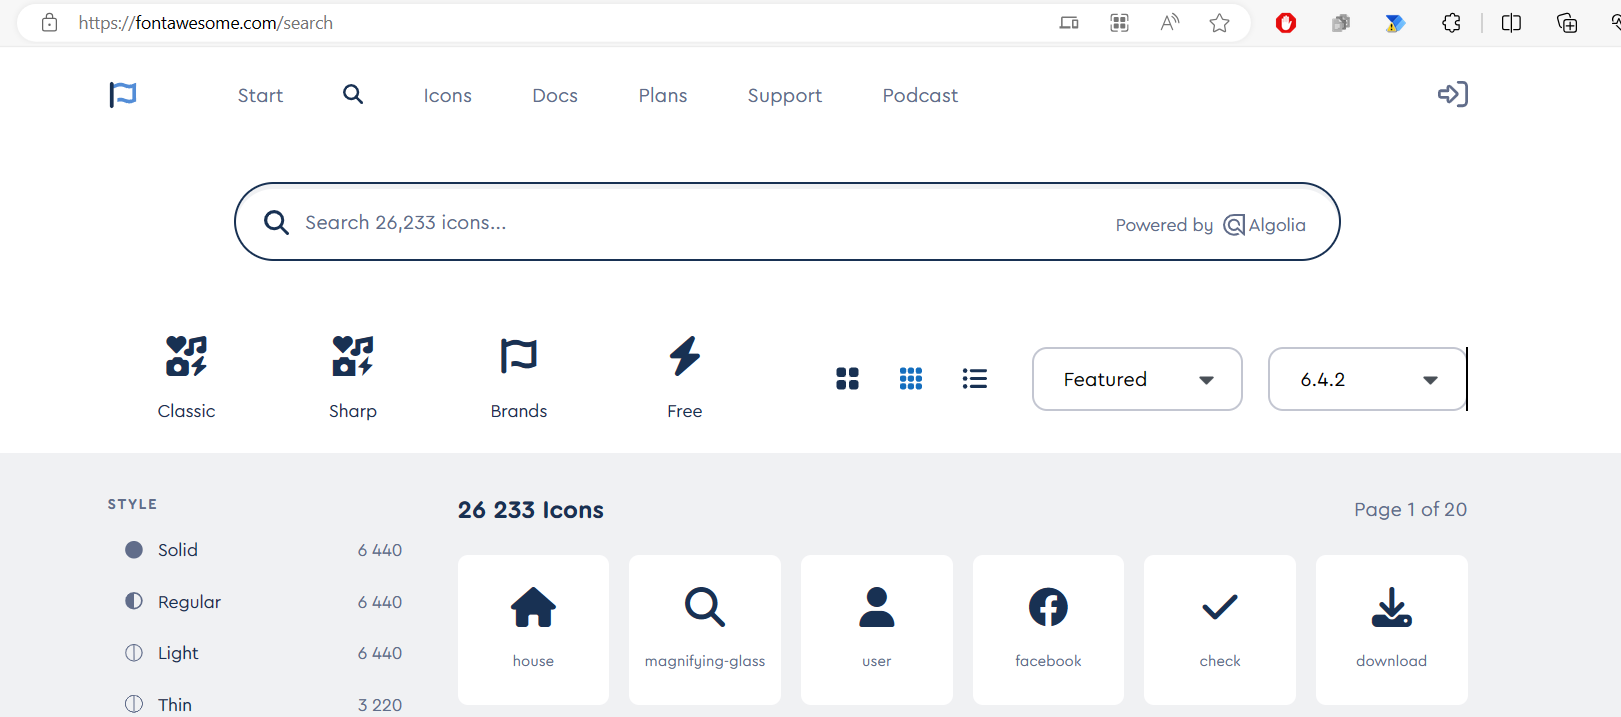 https://fontawesome.com/search
Start Icons Docs Plans Support Podcast
Search 26,233 icons... Powered by Algolia
Classic Sharp Brands Free Featured 6.4.2
STYLE
Solid 6 440
Regular 6 440
Light 6 440
Thin 3 220
26 233 Icons Page 1 of 20
house magnifying-glass user facebook check download